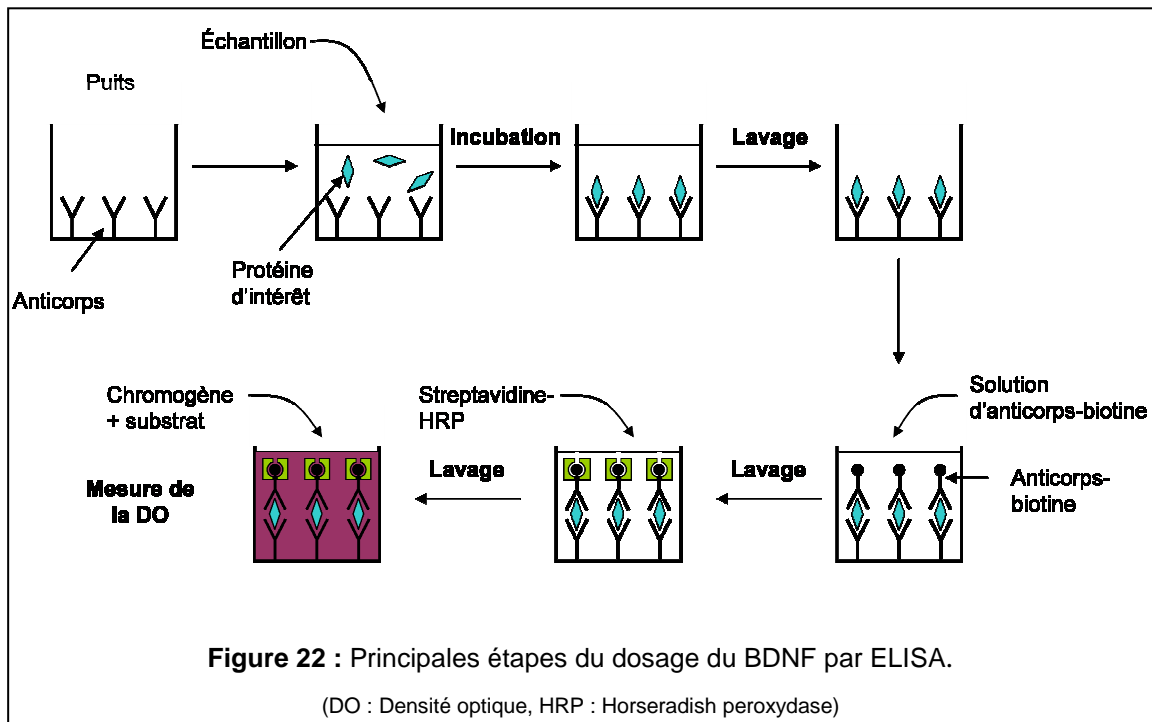 Échantillon
Puits
Incubation
Lavage
Anticorps
Protéine
d'intérêt
Solution
d'anticorps-biotine
Anticorps-
biotine
Lavage
Streptavidine-
HRP
Lavage
Chromogène
+ substrat
Mesure de
la DO
Figure 22 : Principales étapes du dosage du BDNF par ELISA.
(DO : Densité optique, HRP : Horseradish peroxydase)